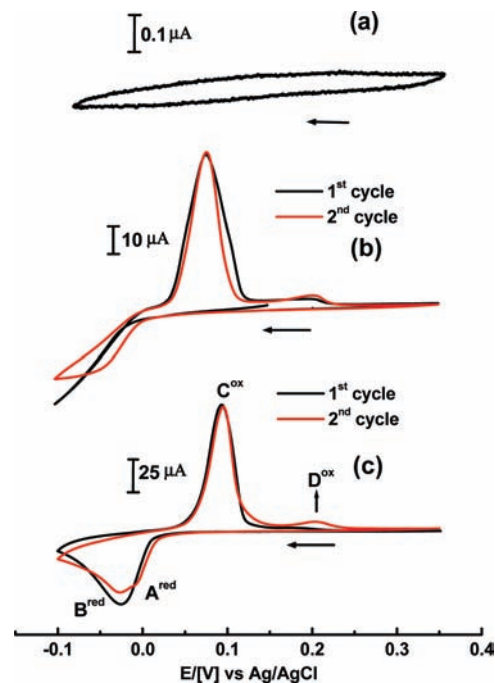 (a)
0.1 µA
1st cycle
2nd cycle
10 µA
(b)
Cox
1st cycle
2nd cycle
(c)
25 µA
Dox
Bred
Ared
-0.1 0.0 0.1 0.2 0.3 0.4
E/[V] vs Ag/AgCl